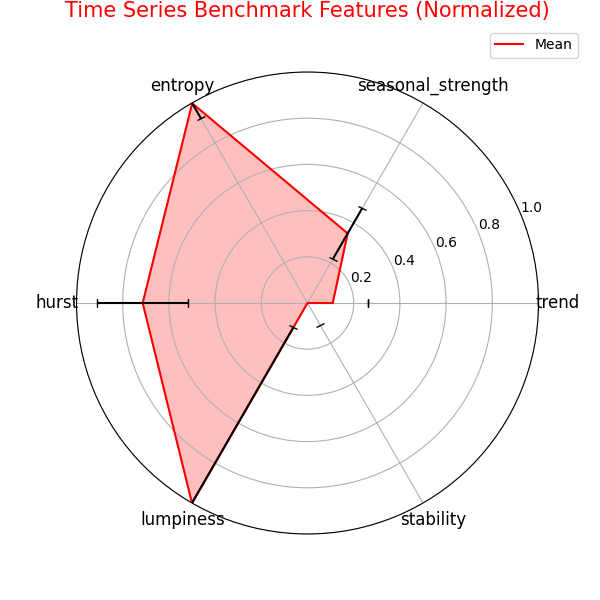 Time Series Benchmark Features (Normalized)
Mean
entropy
seasonal_strength
1.0
0.8
0.6
0.4
0.2
hurst
trend
lumpiness
stability